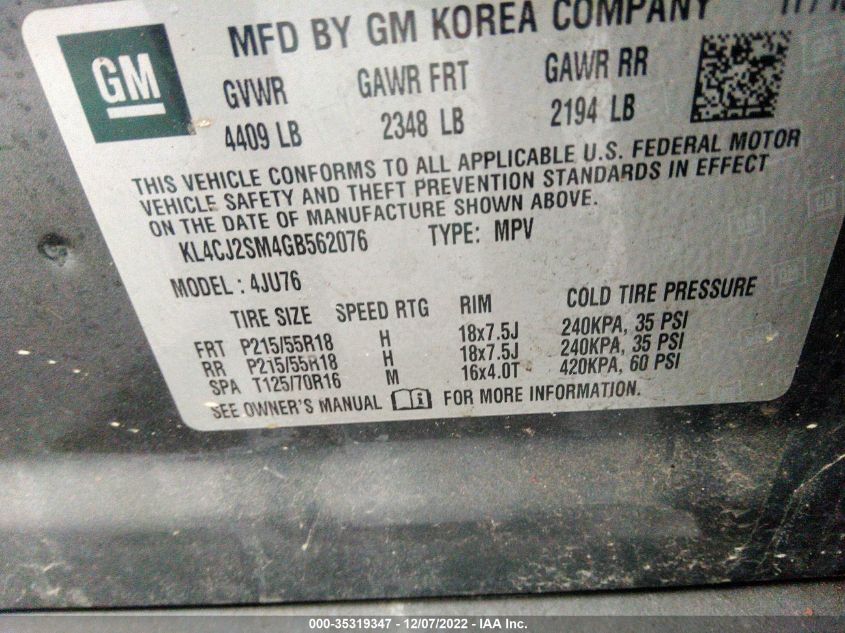 GM
MFD BY GM KOREA COMPANY
GVWR GAWR FRT GAWR RR
4409 LB 2348 LB 2194 LB
THIS VEHICLE CONFORMS TO ALL APPLICABLE U.S. FEDERAL MOTOR
VEHICLE SAFETY AND THEFT PREVENTION STANDARDS IN EFFECT
ON THE DATE OF MANUFACTURE SHOWN ABOVE.
KL4CJ2SM4GB562076 TYPE: MPV
MODEL: 4JU76
TIRE SIZE SPEED RTG RIM COLD TIRE PRESSURE
FRT P215/55R18 H 18x7.5J 240KPA, 35 PSI
RR P215/55R18 H 18x7.5J 240KPA, 35 PSI
SPA T125/70R16 M 16x4.0T 420KPA, 60 PSI
SEE OWNER'S MANUAL FOR MORE INFORMATION.
000-35319347 - 12/07/2022 - IAA Inc.